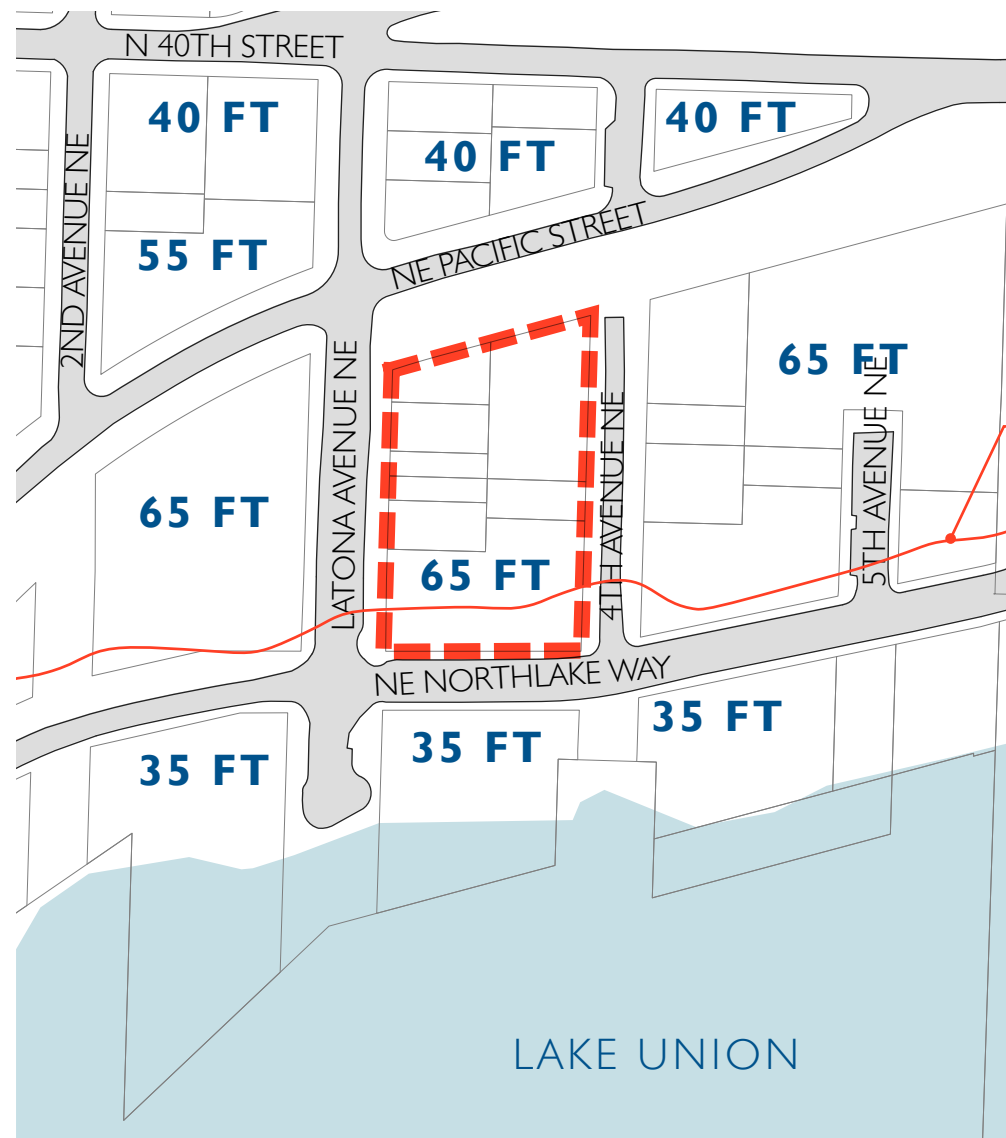 N 40TH STREET
40 FT
40 FT
40 FT
2ND AVENUE NE
55 FT
NE PACIFIC STREET
LATONA AVENUE NE
65 FT
65 FT
65 FT
4TH AVENUE NE
5TH AVENUE NE
NE NORTHLAKE WAY
35 FT
35 FT
35 FT
LAKE UNION